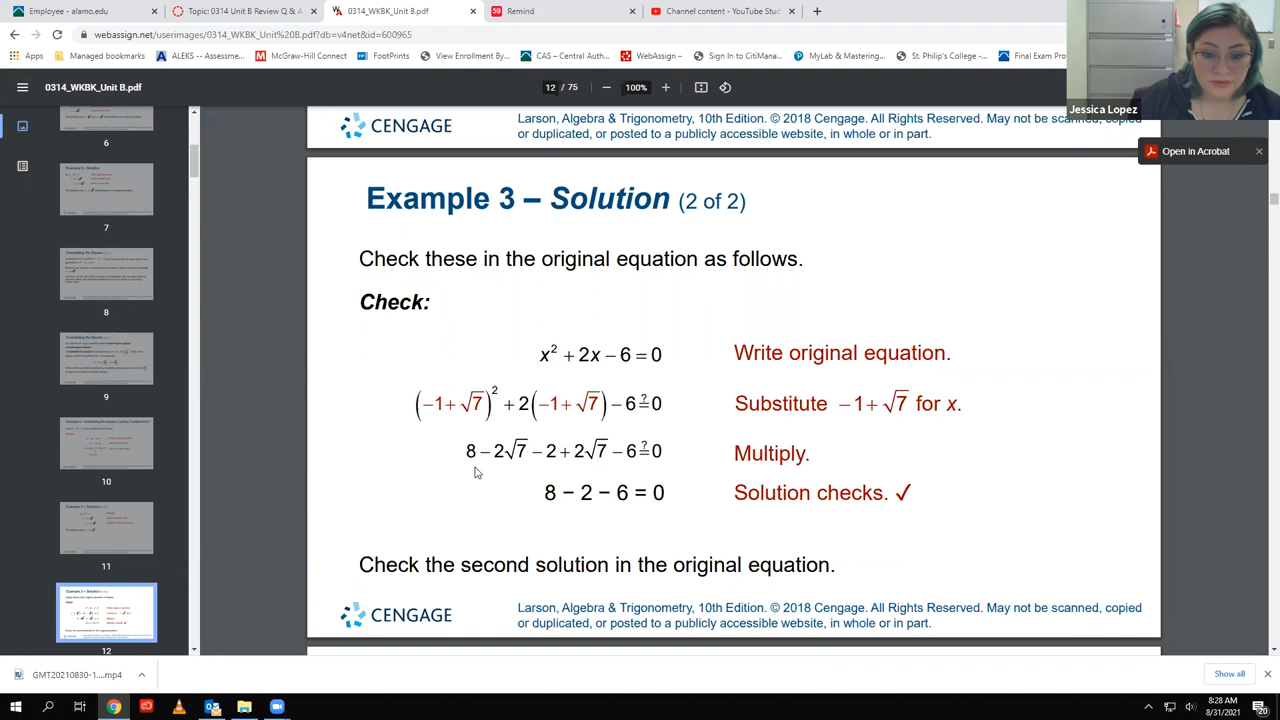 Employee - alamo.edu
Topic: 0314 Unit B Review Q & A
0314_WKBK_Unit B.pdf
59 Remind
YouTube Channel content - YouTube Stu
webassign.net/userimages/0314_WKBK_Unit%20B.pdf?db=v4net&id=600965
Apps
Managed bookmarks
ALEKS -- Assessme...
McGraw-Hill Connect
FootPrints
View Enrollment By...
CAS – Central Auth...
WebAssign
Sign In to CitiMana...
MyLab & Mastering
St. Philip's College -...
Final Exam Pro
0314_WKBK_Unit B.pdf
12 / 75
100%
Jessica Lopez
Open in Acrobat
6
7
8
9
10
11
12
CENGAGE
Larson, Algebra & Trigonometry, 10th Edition. © 2018 Cengage. All Rights Reserved. May not be scanned, copied
or duplicated, or posted to a publicly accessible website, in whole or in part.
Example 3 – Solution (2 of 2)
Check these in the original equation as follows.
Check:
x² + 2x − 6 = 0 Write original equation.
(−1+ √7)² + 2(−1+ √7) − 6 ≟ 0 Substitute −1+ √7 for x.
8 − 2√7 − 2 + 2√7 − 6 ≟ 0 Multiply.
8 − 2 − 6 = 0 Solution checks. ✓
Check the second solution in the original equation.
CENGAGE
Larson, Algebra & Trigonometry, 10th Edition. © 2018 Cengage. All Rights Reserved. May not be scanned, copied
or duplicated, or posted to a publicly accessible website, in whole or in part.
GMT20210830-1....mp4
Show all
8:28 AM
8/31/2021
20